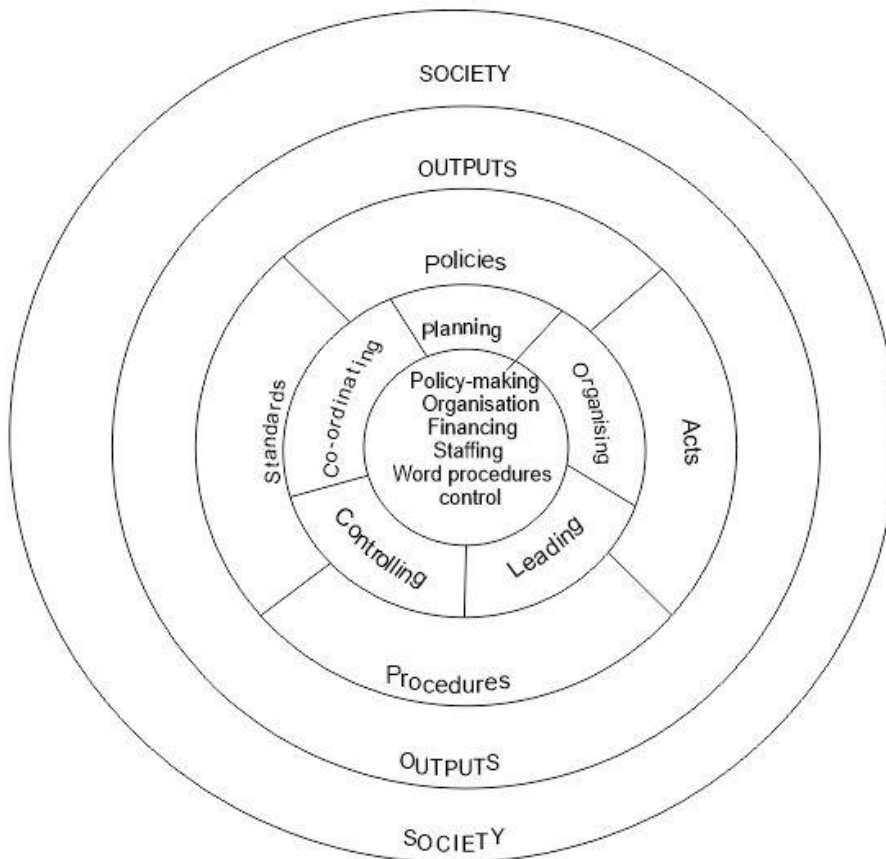 SOCIETY
OUTPUTS
Policies
Planning
Co-ordinating
Organising
Standards
Acts
Policy-making
Organisation
Financing
Staffing
Word procedures
control
Controlling
Leading
Procedures
OUTPUTS
SOCIETY